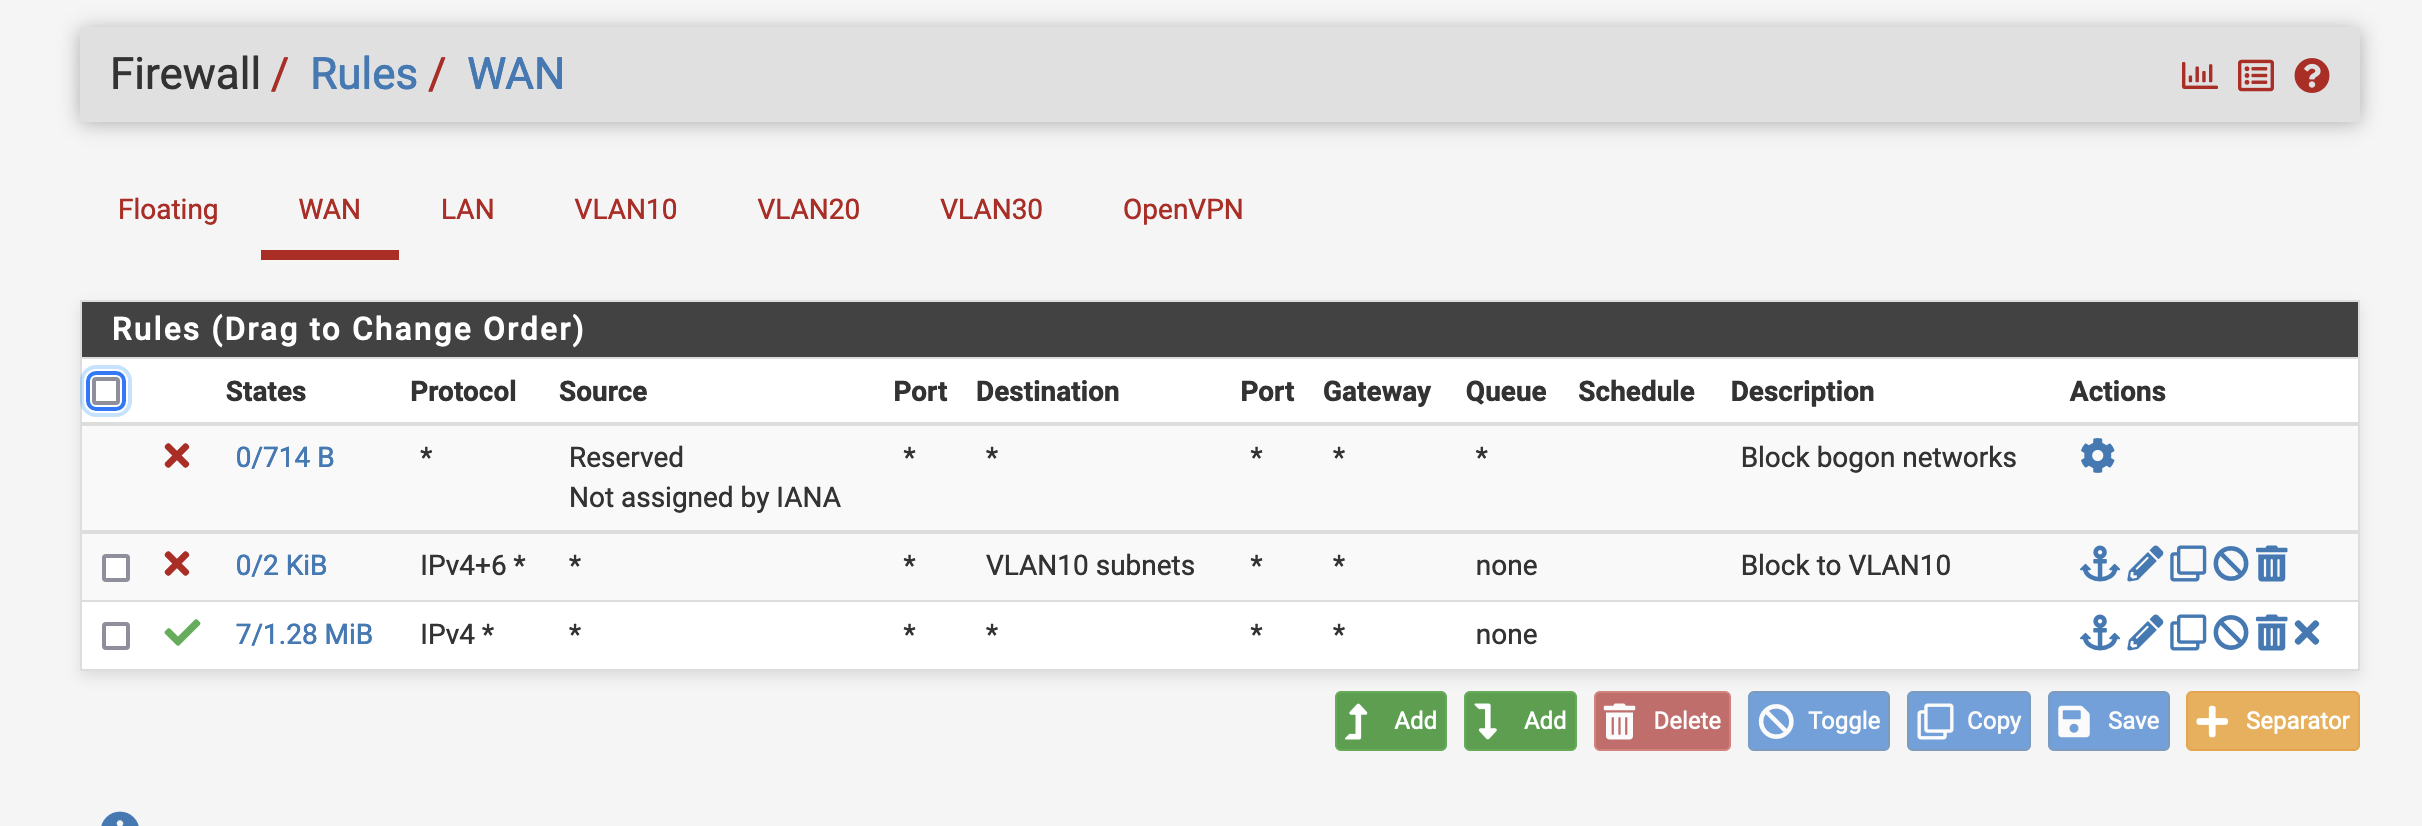 Firewall / Rules / WAN
Floating WAN LAN VLAN10 VLAN20 VLAN30 OpenVPN
Rules (Drag to Change Order)
States Protocol Source Port Destination Port Gateway Queue Schedule Description Actions
0/714 B * Reserved * * * * * Block bogon networks
Not assigned by IANA
0/2 KiB IPv4+6 * * * VLAN10 subnets * * none Block to VLAN10
7/1.28 MiB IPv4 * * * * * * none
Add Add Delete Toggle Copy Save Separator